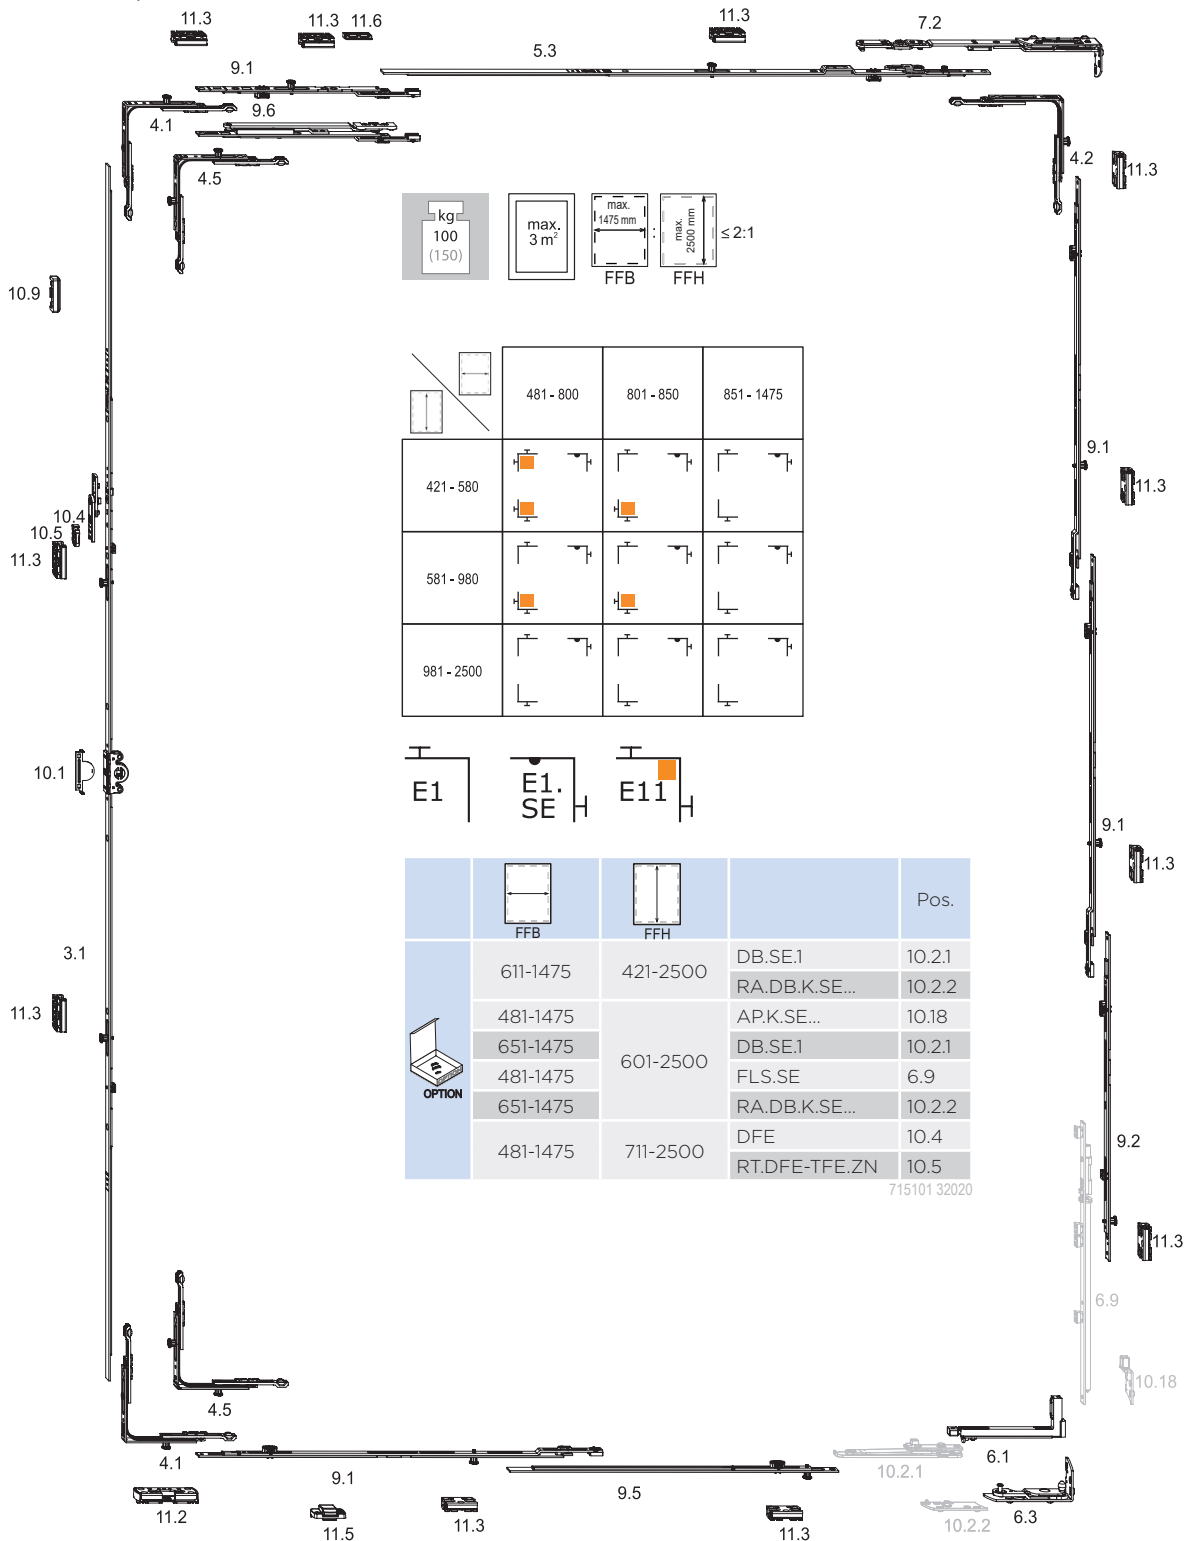 11.3
11.3
11.6
11.3
7.2
5.3
9.1
9.6
4.1
4.5
4.2
11.3
kg
100
(150)
max.
3 m²
max.
1475 mm
:
max.
2500 mm
≤ 2:1
FFB
FFH
10.9
481 - 800
801 - 850
851 - 1475
421 - 580
581 - 980
981 - 2500
9.1
11.3
10.4
10.5
11.3
10.1
E1
E1.
SE
E11
9.1
11.3
3.1
11.3
FFB
FFH
Pos.
OPTION
611-1475
421-2500
DB.SE.1
10.2.1
RA.DB.K.SE...
10.2.2
481-1475
601-2500
AP.K.SE...
10.18
651-1475
DB.SE.1
10.2.1
481-1475
FLS.SE
6.9
651-1475
RA.DB.K.SE...
10.2.2
481-1475
711-2500
DFE
10.4
RT.DFE-TFE.ZN
10.5
715101 32020
9.2
11.3
6.9
10.18
4.5
4.1
9.1
9.5
10.2.1
6.1
11.2
11.5
11.3
11.3
10.2.2
6.3